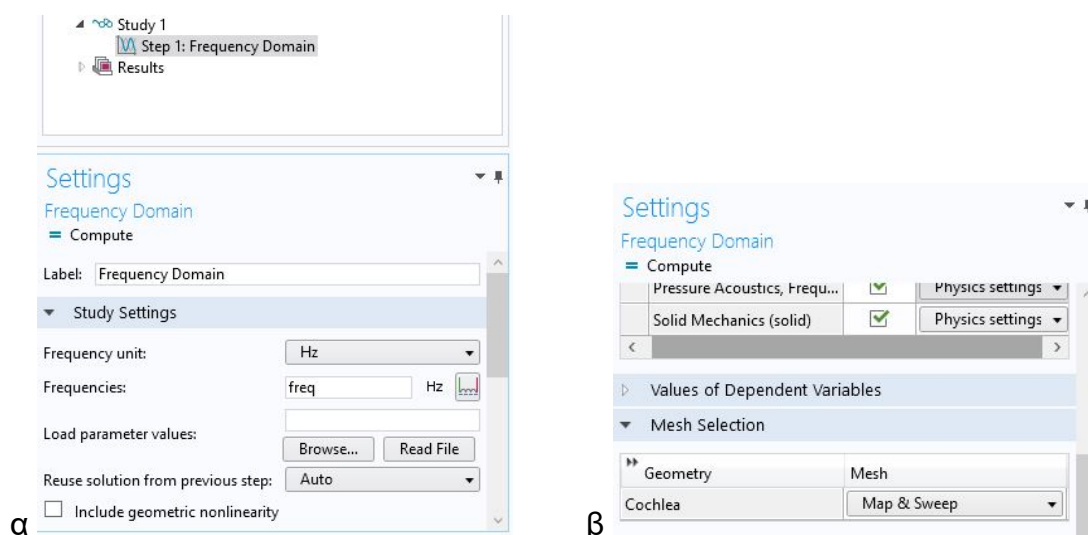 Study 1
Step 1: Frequency Domain
Results
Settings
Frequency Domain
= Compute
Label: Frequency Domain
Study Settings
Frequency unit: Hz
Frequencies: freq Hz
Load parameter values:
Browse... Read File
Reuse solution from previous step: Auto
Include geometric nonlinearity
α
Settings
Frequency Domain
= Compute
Pressure Acoustics, Frequ... Physics settings
Solid Mechanics (solid) Physics settings
Values of Dependent Variables
Mesh Selection
Geometry Mesh
Cochlea Map & Sweep
β